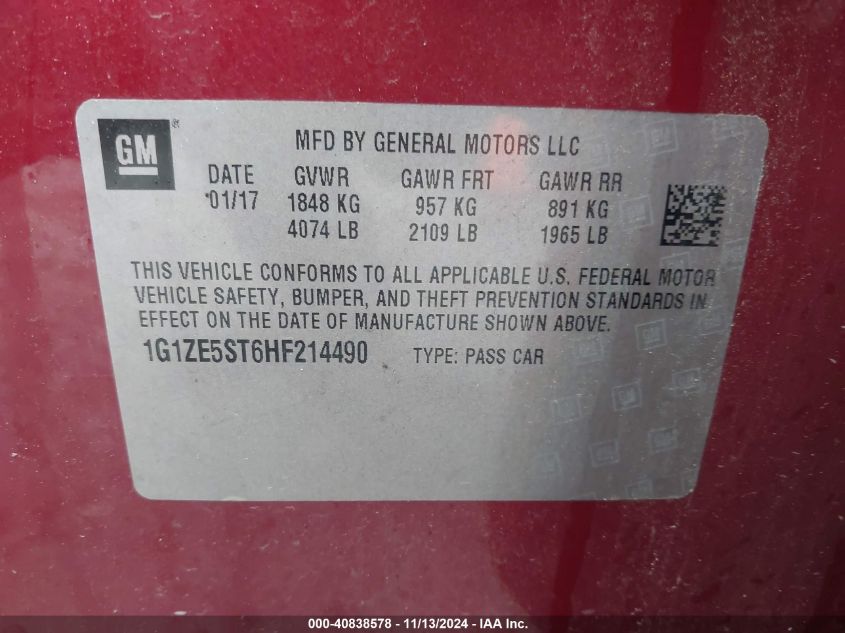 GM®
MFD BY GENERAL MOTORS LLC
DATE GVWR GAWR FRT GAWR RR
01/17 1848 KG 957 KG 891 KG
4074 LB 2109 LB 1965 LB
THIS VEHICLE CONFORMS TO ALL APPLICABLE U.S. FEDERAL MOTOR
VEHICLE SAFETY, BUMPER, AND THEFT PREVENTION STANDARDS IN
EFFECT ON THE DATE OF MANUFACTURE SHOWN ABOVE.
1G1ZE5ST6HF214490 TYPE: PASS CAR
000-40838578 - 11/13/2024 - IAA Inc.